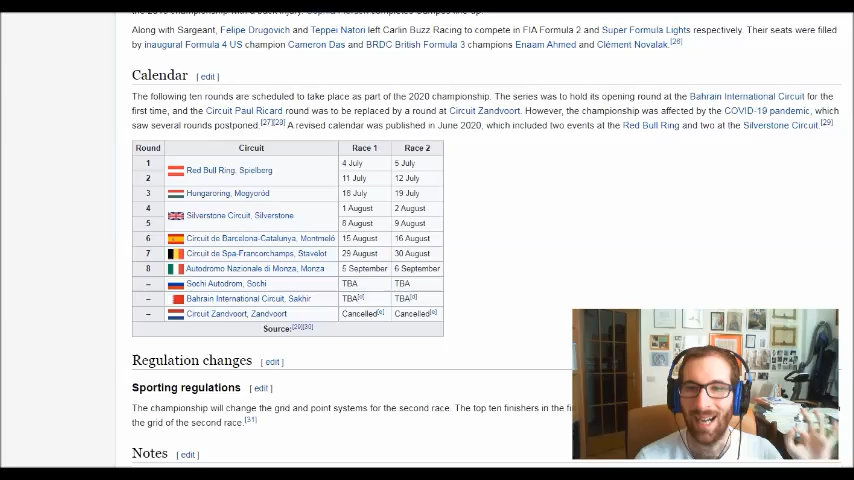 Along with Sargeant, Felipe Drugovich and Teppei Natori left Carlin Buzz Racing to compete in FIA Formula 2 and Super Formula Lights respectively. Their seats were filled
by inaugural Formula 4 US champion Cameron Das and BRDC British Formula 3 champions Enaam Ahmed and Clément Novalak.[26]
Calendar [ edit ]
The following ten rounds are scheduled to take place as part of the 2020 championship. The series was to hold its opening round at the Bahrain International Circuit for the
first time, and the Circuit Paul Ricard round was to be replaced by a round at Circuit Zandvoort. However, the championship was affected by the COVID-19 pandemic, which
saw several rounds postponed.[27][28] A revised calendar was published in June 2020, which included two events at the Red Bull Ring and two at the Silverstone Circuit.[29]
Round Circuit Race 1 Race 2
1 Red Bull Ring, Spielberg 4 July 5 July
2 11 July 12 July
3 Hungaroring, Mogyoród 18 July 19 July
4 Silverstone Circuit, Silverstone 1 August 2 August
5 8 August 9 August
6 Circuit de Barcelona-Catalunya, Montmeló 15 August 16 August
7 Circuit de Spa-Francorchamps, Stavelot 29 August 30 August
8 Autodromo Nazionale di Monza, Monza 5 September 6 September
– Sochi Autodrom, Sochi TBA TBA
– Bahrain International Circuit, Sakhir TBA[d] TBA[d]
– Circuit Zandvoort, Zandvoort Cancelled[e] Cancelled[e]
Source:[29][30]
Regulation changes [ edit ]
Sporting regulations [ edit ]
The championship will change the grid and point systems for the second race. The top ten finishers in the fi
the grid of the second race.[31]
Notes [ edit ]